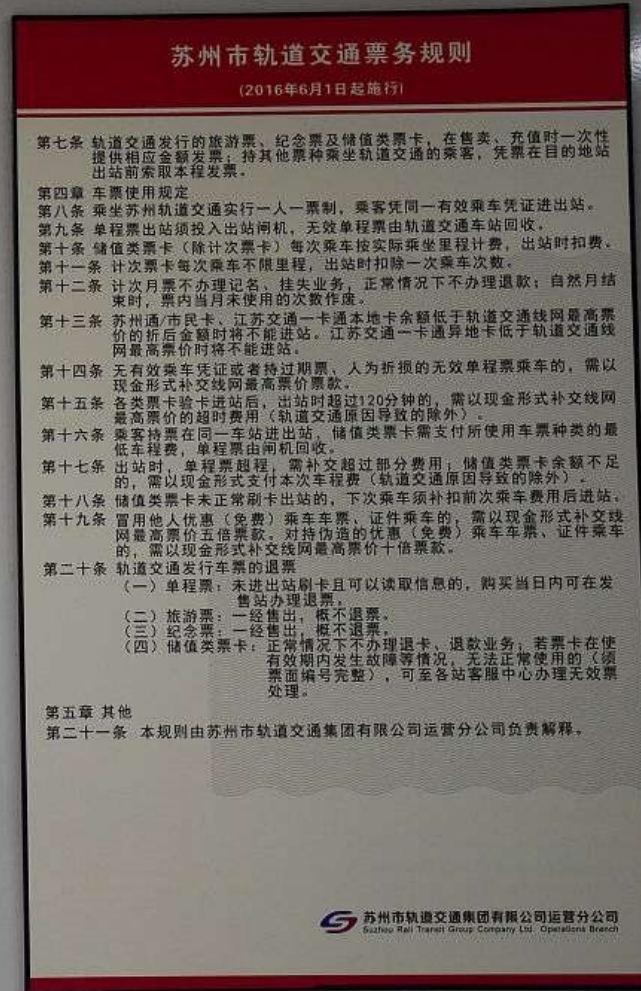 苏州市轨道交通票务规则
(2016年6月1日起施行)
第七条 轨道交通发行的旅游票、纪念票及储值类票卡，在售卖、充值时一次性
提供相应金额发票；持其他票种乘坐轨道交通的乘客，凭票在目的地站
出站前索取本程发票。
第四章 车票使用规定
第八条 乘坐苏州轨道交通实行一人一票制，乘客凭同一有效乘车凭证进出站。
第九条 单程票出站须投入出站闸机，无效单程票由轨道交通车站回收。
第十条 储值类票卡（除计次票卡）每次乘车按实际乘坐里程计费，出站时扣费。
第十一条 计次票卡每次乘车不限里程，出站时扣除一次乘车次数。
第十二条 计次月票不办理记名、挂失业务，正常情况下不办理退款；自然月结
束时，票内当月未使用的次数作废。
第十三条 苏州通/市民卡、江苏交通一卡通本地卡余额低于轨道交通线网最高票
价的折后金额时将不能进站。江苏交通一卡通异地卡低于轨道交通线
网最高票价时将不能进站。
第十四条 无有效乘车凭证或者持过期票、人为折损的无效单程票乘车的，需以
现金形式补交线网最高票价票款。
第十五条 各类票卡验卡进站后，出站时超过120分钟的，需以现金形式补交线网
最高票价的超时费用（轨道交通原因导致的除外）。
第十六条 乘客持票在同一车站进出站，储值类票卡需支付所使用车票种类的最
低车程费，单程票由闸机回收。
第十七条 出站时，单程票超程，需补交超过部分费用；储值类票卡余额不足
的，需以现金形式支付本次车程费（轨道交通原因导致的除外）。
第十八条 储值类票卡未正常刷卡出站的，下次乘车须补扣前次乘车费用后进站。
第十九条 冒用他人优惠（免费）乘车车票、证件乘车的，需以现金形式补交线
网最高票价五倍票款。对持伪造的优惠（免费）乘车车票、证件乘车
的，需以现金形式补交线网最高票价十倍票款。
第二十条 轨道交通发行车票的退票
（一）单程票：未进出站刷卡且可以读取信息的，购买当日内可在发
售站办理退票。
（二）旅游票：一经售出，概不退票。
（三）纪念票：一经售出，概不退票。
（四）储值类票卡：正常情况下不办理退卡、退款业务；若票卡在使
有效期内发生故障等情况，无法正常使用的（须
票面编号完整），可至各站客服中心办理无效票
处理。
第五章 其他
第二十一条 本规则由苏州市轨道交通集团有限公司运营分公司负责解释。
苏州市轨道交通集团有限公司运营分公司
Suzhou Rail Transit Group Company Ltd. Operations Branch